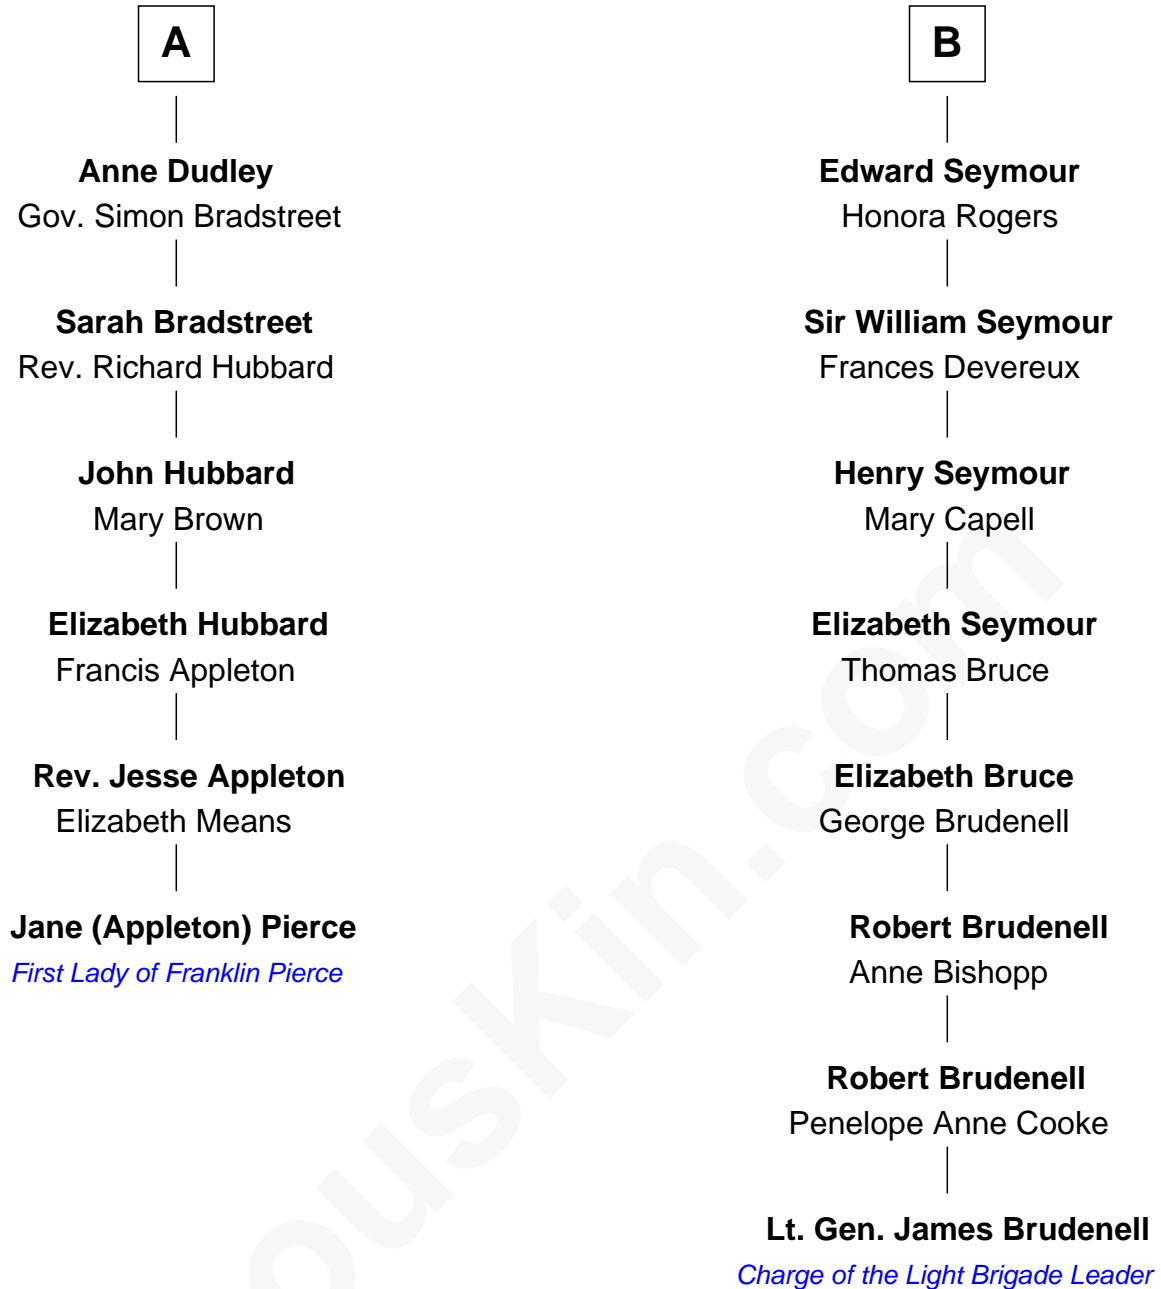 A
Anne Dudley
Gov. Simon Bradstreet
Sarah Bradstreet
Rev. Richard Hubbard
John Hubbard
Mary Brown
Elizabeth Hubbard
Francis Appleton
Rev. Jesse Appleton
Elizabeth Means
Jane (Appleton) Pierce
First Lady of Franklin Pierce
B
Edward Seymour
Honora Rogers
Sir William Seymour
Frances Devereux
Henry Seymour
Mary Capell
Elizabeth Seymour
Thomas Bruce
Elizabeth Bruce
George Brudenell
Robert Brudenell
Anne Bishopp
Robert Brudenell
Penelope Anne Cooke
Lt. Gen. James Brudenell
Charge of the Light Brigade Leader
ousKin.com